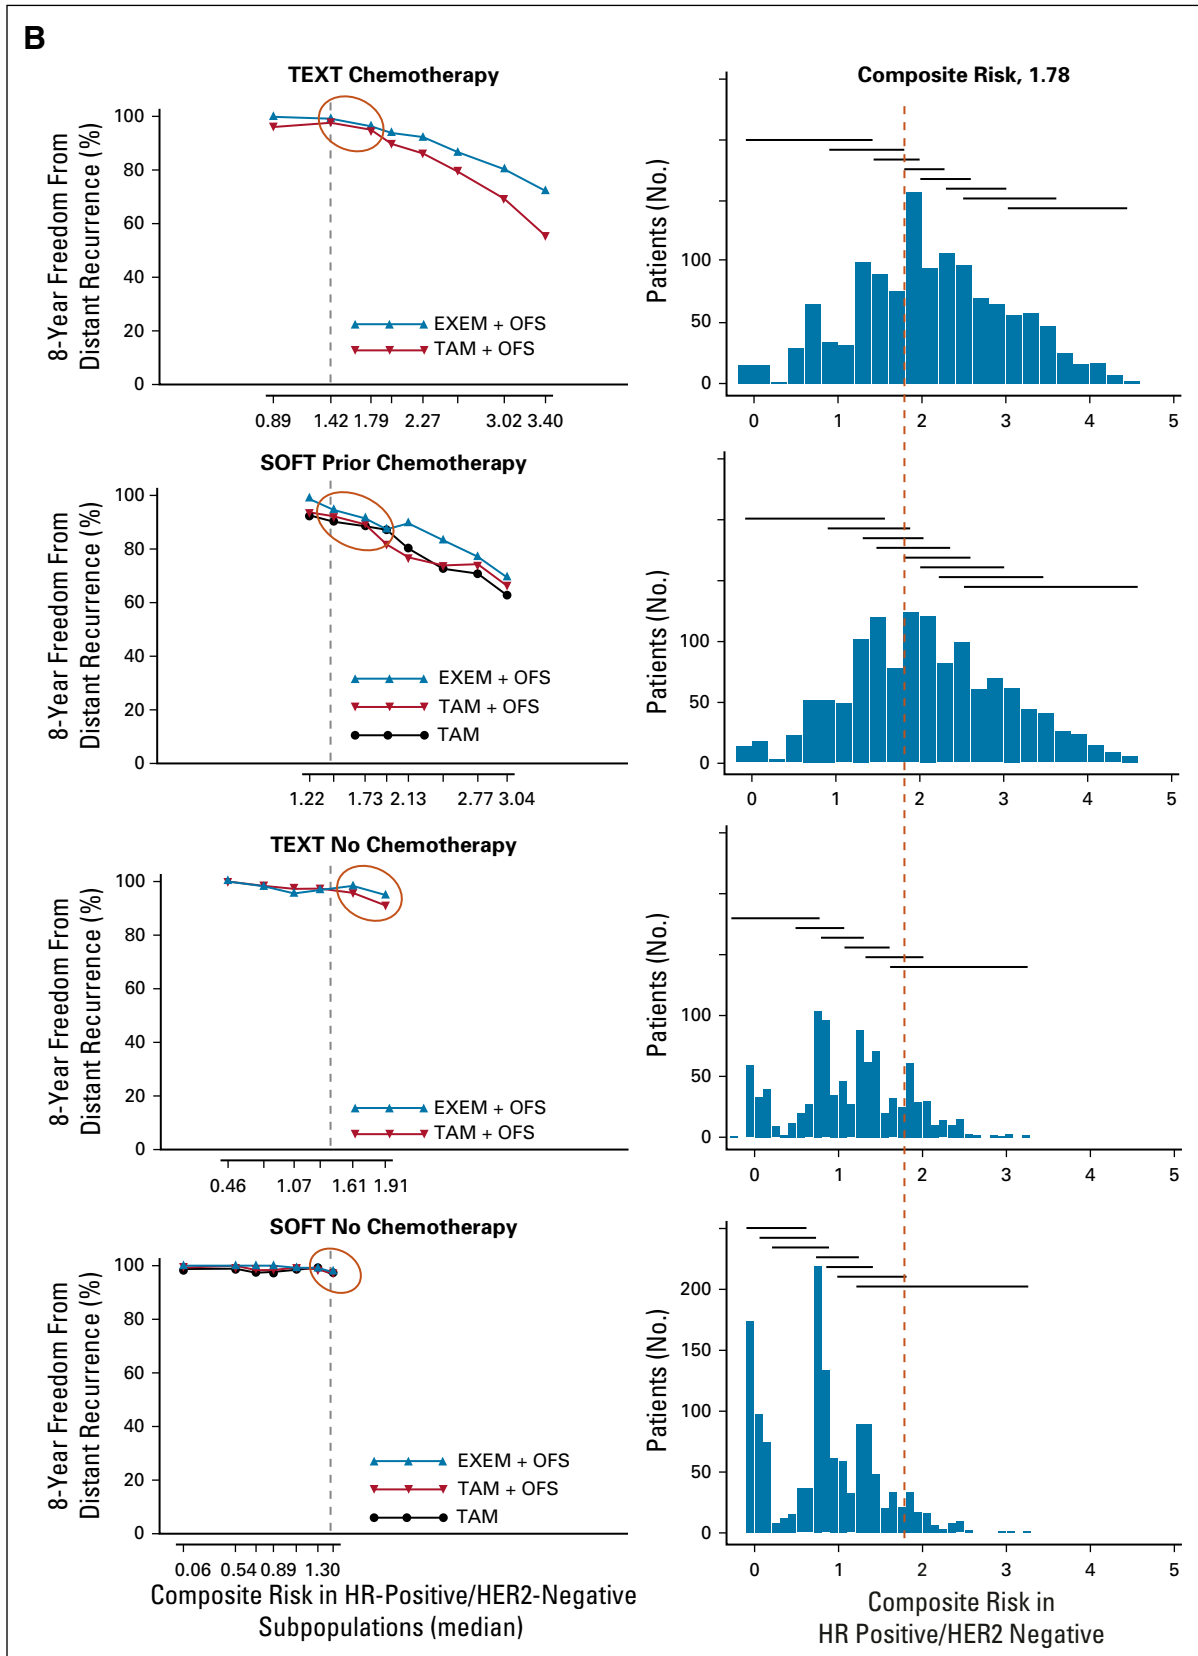 B
TEXT Chemotherapy
8-Year Freedom From
Distant Recurrence (%)
100
80
60
40
20
0
EXEM + OFS
TAM + OFS
0.89 1.42 1.79 2.27 3.02 3.40
Composite Risk, 1.78
Patients (No.)
100
50
0
0 1 2 3 4 5
SOFT Prior Chemotherapy
8-Year Freedom From
Distant Recurrence (%)
100
80
60
40
20
0
EXEM + OFS
TAM + OFS
TAM
1.22 1.73 2.13 2.77 3.04
Patients (No.)
100
50
0
0 1 2 3 4 5
TEXT No Chemotherapy
8-Year Freedom From
Distant Recurrence (%)
100
80
60
40
20
0
EXEM + OFS
TAM + OFS
0.46 1.07 1.61 1.91
Patients (No.)
100
50
0
0 1 2 3 4 5
SOFT No Chemotherapy
8-Year Freedom From
Distant Recurrence (%)
100
80
60
40
20
0
EXEM + OFS
TAM + OFS
TAM
0.06 0.54 0.89 1.30
Composite Risk in HR-Positive/HER2-Negative
Subpopulations (median)
Patients (No.)
200
150
100
50
0
0 1 2 3 4 5
Composite Risk in
HR Positive/HER2 Negative